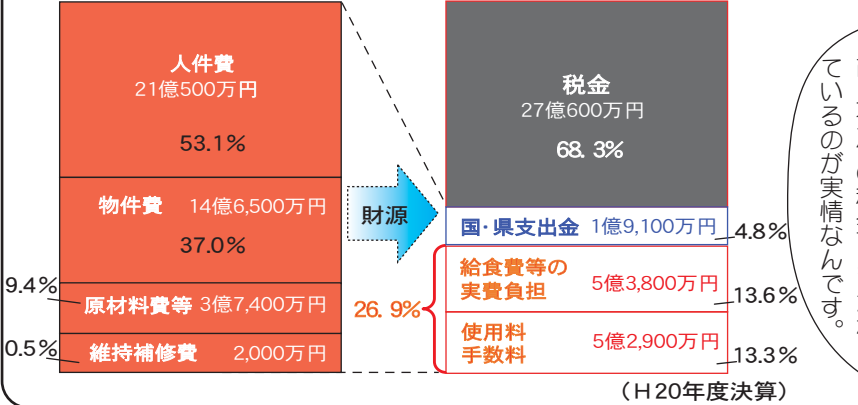 人件費
21億500万円
53.1%
物件費 14億6,500万円
37.0%
9.4%
原材料費等 3億7,400万円
0.5%
維持補修費 2,000万円
財源
税金
27億600万円
68.3%
国・県支出金 1億9,100万円
4.8%
26.9%
給食費等の
実費負担
5億3,800万円
13.6%
使用料
手数料
5億2,900万円
13.3%
（H20年度決算）
ているのが実情なんです。